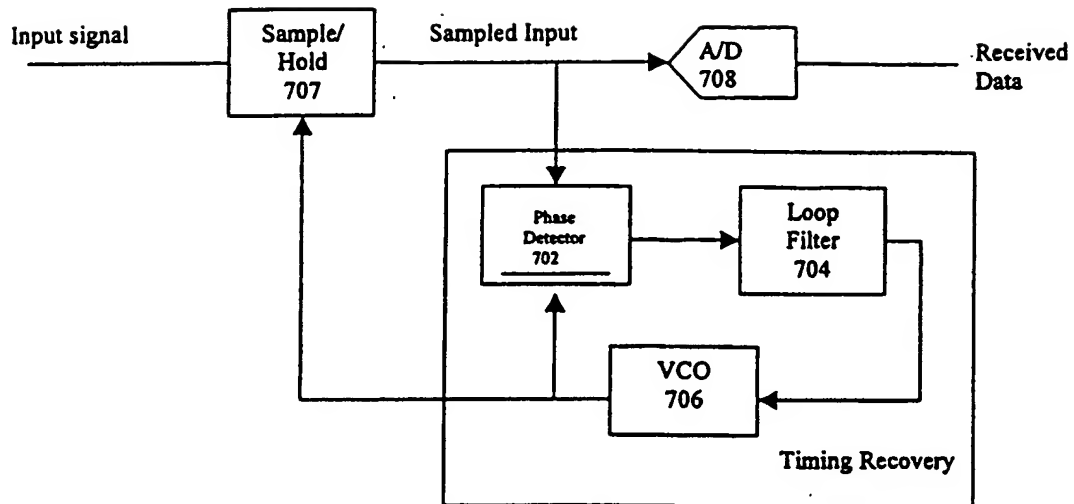 Input signal
Sample/
Hold
707
Sampled Input
A/D
708
Received
Data
Phase
Detector
702
Loop
Filter
704
VCO
706
Timing Recovery